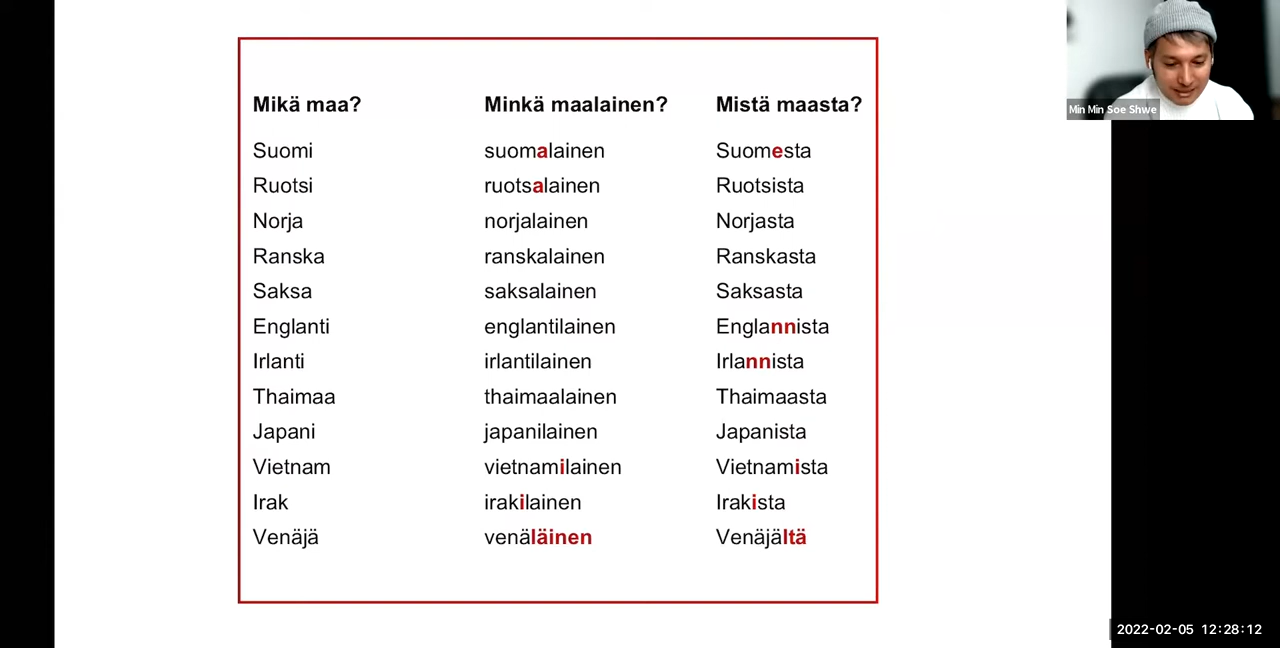 Mikä maa? Minkä maalainen? Mistä maasta?
Suomi suomalainen Suomesta
Ruotsi ruotsalainen Ruotsista
Norja norjalainen Norjasta
Ranska ranskalainen Ranskasta
Saksa saksalainen Saksasta
Englanti englantilainen Englannista
Irlanti irlantilainen Irlannista
Thaimaa thaimaalainen Thaimaasta
Japani japanilainen Japanista
Vietnam vietnamilainen Vietnamista
Irak irakilainen Irakista
Venäjä venäläinen Venäjältä
Min Min Soe Shwe
2022-02-05 12:28:12